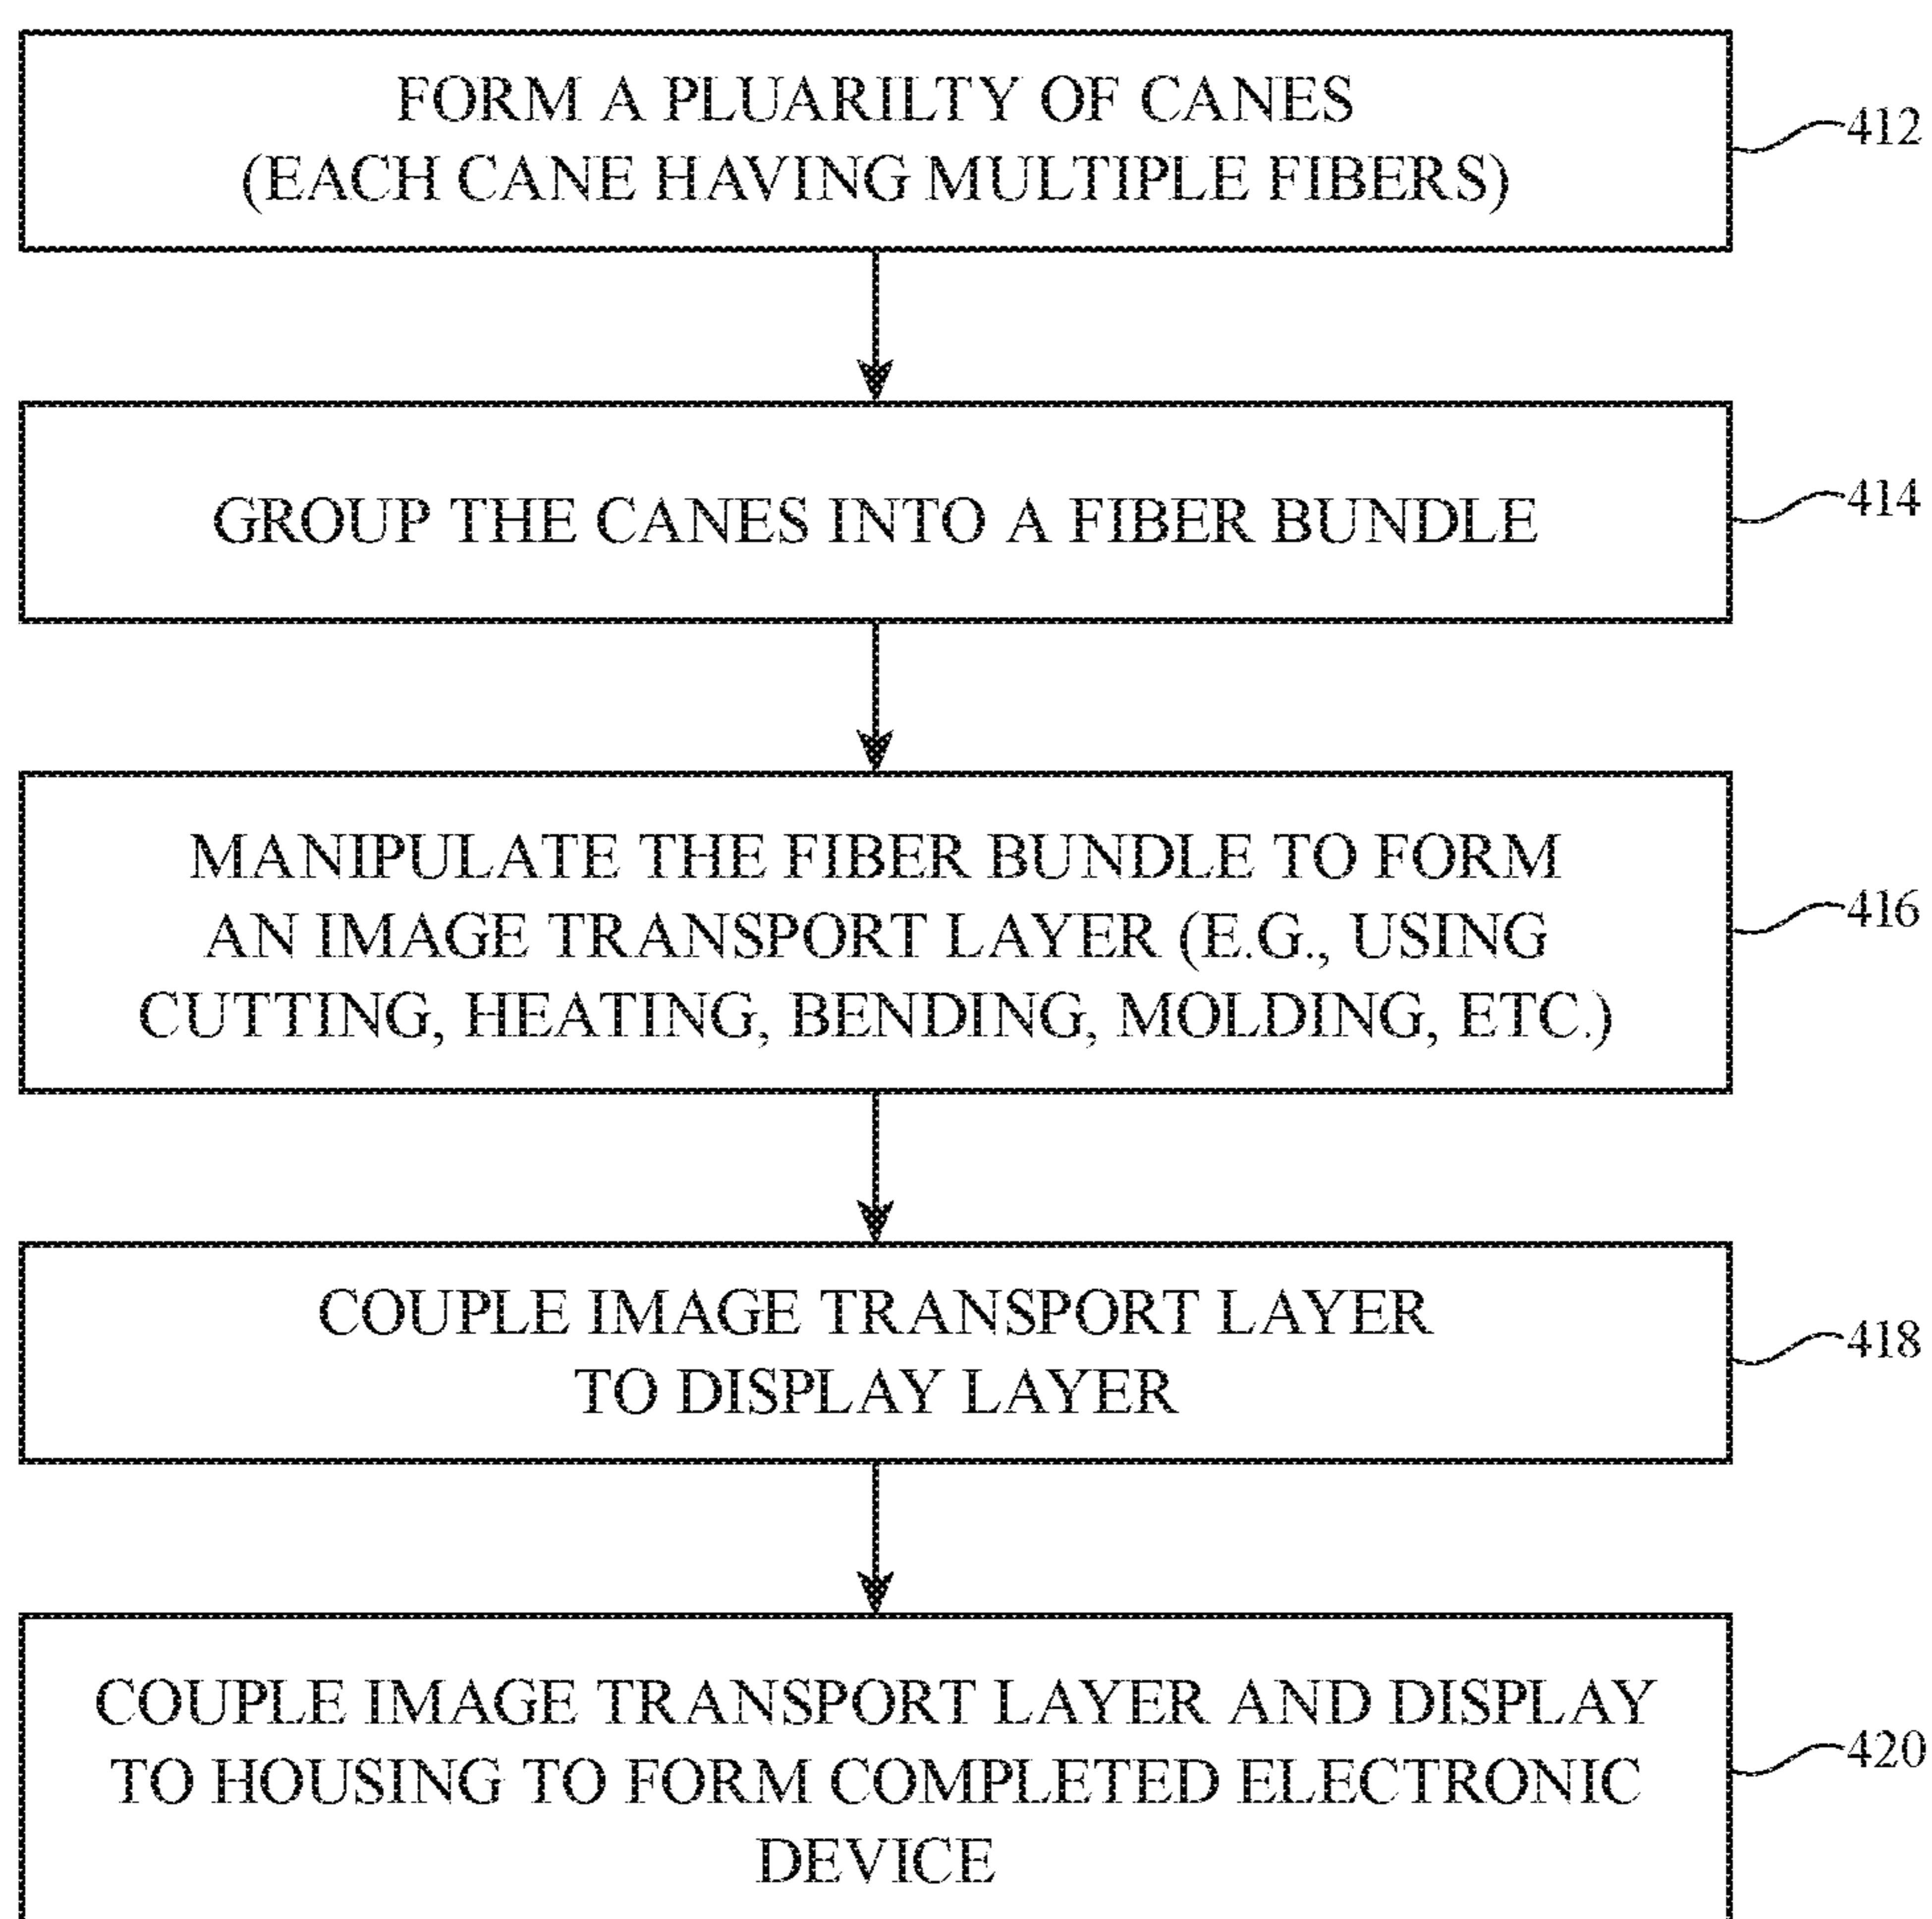 FORM A PLUARILTY OF CANES
(EACH CANE HAVING MULTIPLE FIBERS)
412
GROUP THE CANES INTO A FIBER BUNDLE
414
MANIPULATE THE FIBER BUNDLE TO FORM
AN IMAGE TRANSPORT LAYER (E.G., USING
CUTTING, HEATING, BENDING, MOLDING, ETC.)
416
COUPLE IMAGE TRANSPORT LAYER
TO DISPLAY LAYER
418
COUPLE IMAGE TRANSPORT LAYER AND DISPLAY
TO HOUSING TO FORM COMPLETED ELECTRONIC
DEVICE
420